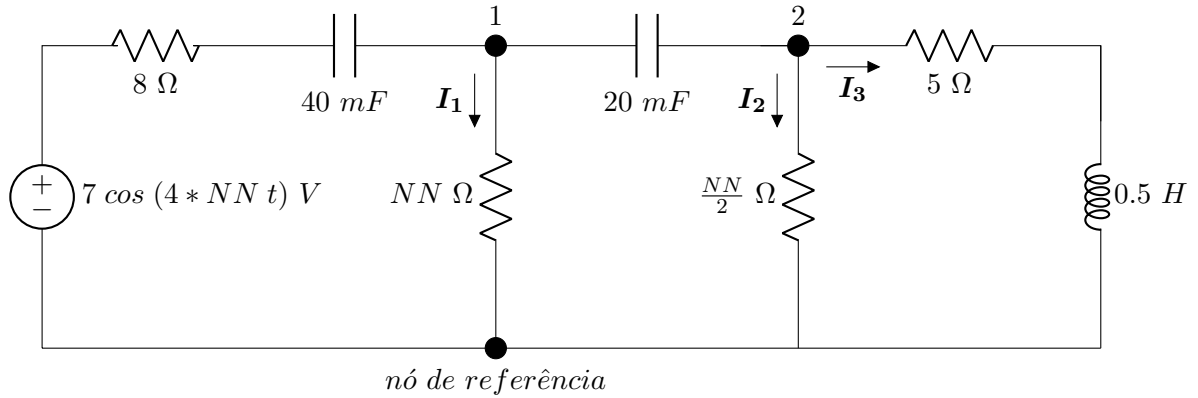 1
2
8 Ω
40 mF
I₁
20 mF
I₂
I₃
5 Ω
+
−
7 cos (4 * NN t) V
NN Ω
NN/2 Ω
0.5 H
nó de referência